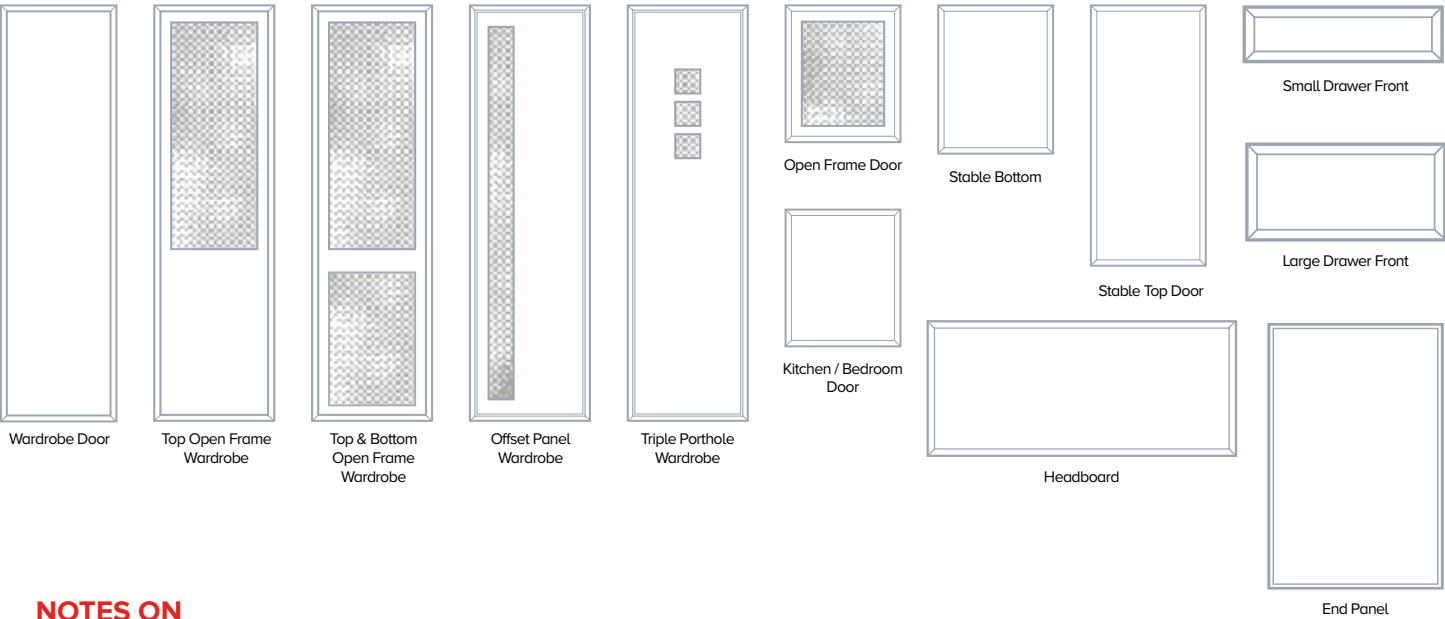 Small Drawer Front
Open Frame Door
Stable Bottom
Large Drawer Front
Stable Top Door
Kitchen / Bedroom
Door
Wardrobe Door
Top Open Frame
Wardrobe
Top & Bottom
Open Frame
Wardrobe
Offset Panel
Wardrobe
Triple Porthole
Wardrobe
Headboard
End Panel
NOTES ON